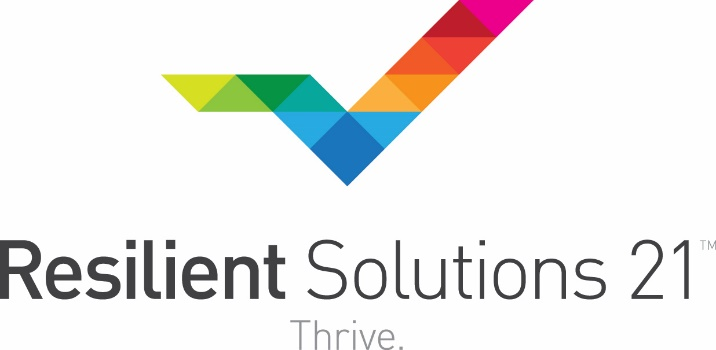 Resilient Solutions 21™
Thrive.